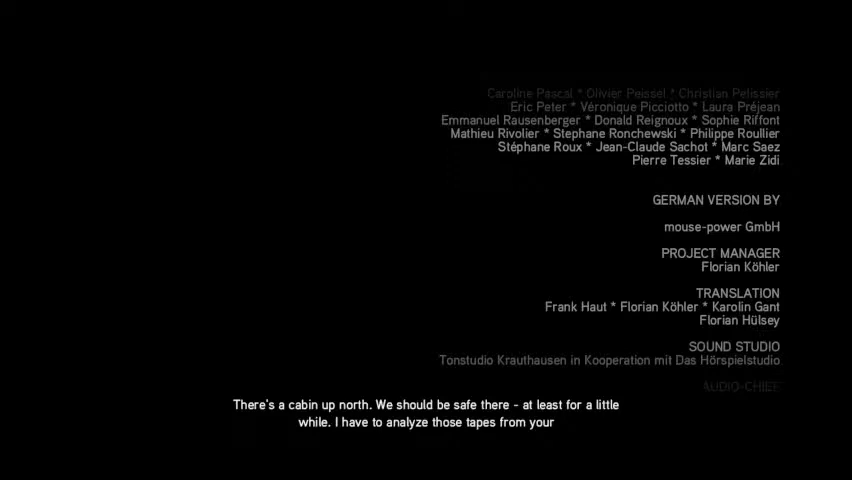 Caroline Pascal * Olivier Peissel * Christian Pelissier
Eric Peter * Véronique Picciotto * Laura Préjean
Emmanuel Rausenberger * Donald Reignoux * Sophie Riffont
Mathieu Rivolier * Stephane Ronchewski * Philippe Roullier
Stéphane Roux * Jean-Claude Sachot * Marc Saez
Pierre Tessier * Marie Zidi
GERMAN VERSION BY
mouse-power GmbH
PROJECT MANAGER
Florian Köhler
TRANSLATION
Frank Haut * Florian Köhler * Karolin Gant
Florian Hülsey
SOUND STUDIO
Tonstudio Krauthausen in Kooperation mit Das Hörspielstudio
AUDIO-CHIEF
There's a cabin up north. We should be safe there - at least for a little
while. I have to analyze those tapes from your